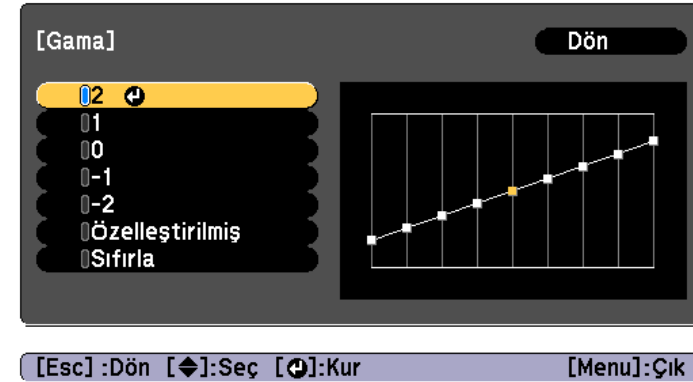 [Gama]
Dön
2
1
0
-1
-2
Özelleştirilmiş
Sıfırla
[Esc] :Dön [◆]:Seç [↵]:Kur
[Menu]:Çık